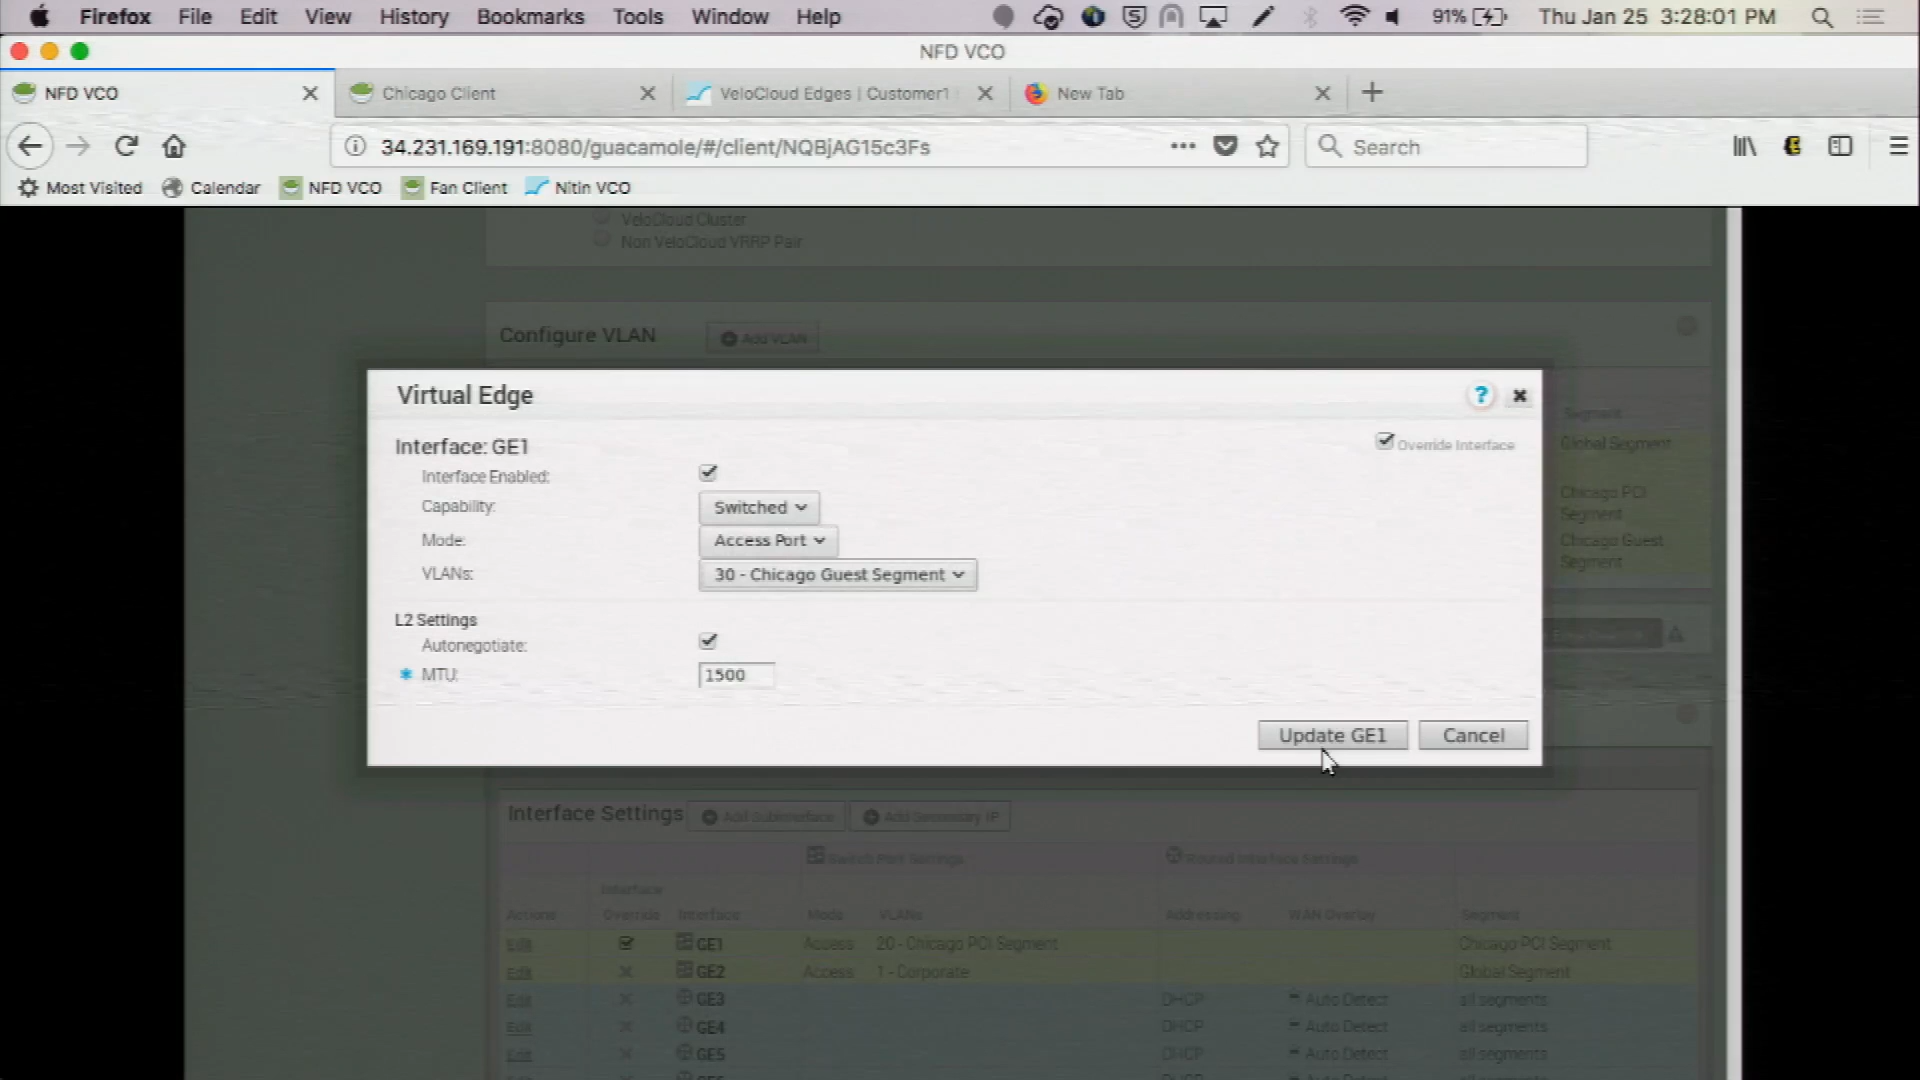 Firefox File Edit View History Bookmarks Tools Window Help 91% Thu Jan 25 3:28:01 PM
NFD VCO
NFD VCO Chicago Client VeloCloud Edges | Customer1 New Tab
34.231.169.191:8080/guacamole/#/client/NQBjAG15c3Fs Search
Most Visited Calendar NFD VCO Fan Client Nitin VCO
VeloCloud Cluster
Non VeloCloud VRRP Pair
Configure VLAN Add VLAN
Virtual Edge
Segment
Interface: GE1 Override Interface Global Segment
Interface Enabled:
Capability: Switched Chicago PCI Segment
Mode: Access Port Chicago Guest Segment
VLANs: 30 - Chicago Guest Segment
L2 Settings
Autonegotiate:
* MTU: 1500
Update GE1 Cancel
Interface Settings Add Subinterface Add Secondary IP
Switch Port Settings Routed Interface Settings
Actions Interface Override Interface Mode VLANs Addressing WAN Overlay Segment
Edit GE1 Access 20 - Chicago PCI Segment Chicago PCI Segment
Edit GE2 Access 1 - Corporate Global Segment
Edit GE3 DHCP Auto Detect all segments
Edit GE4 DHCP Auto Detect all segments
Edit GE5 DHCP Auto Detect all segments